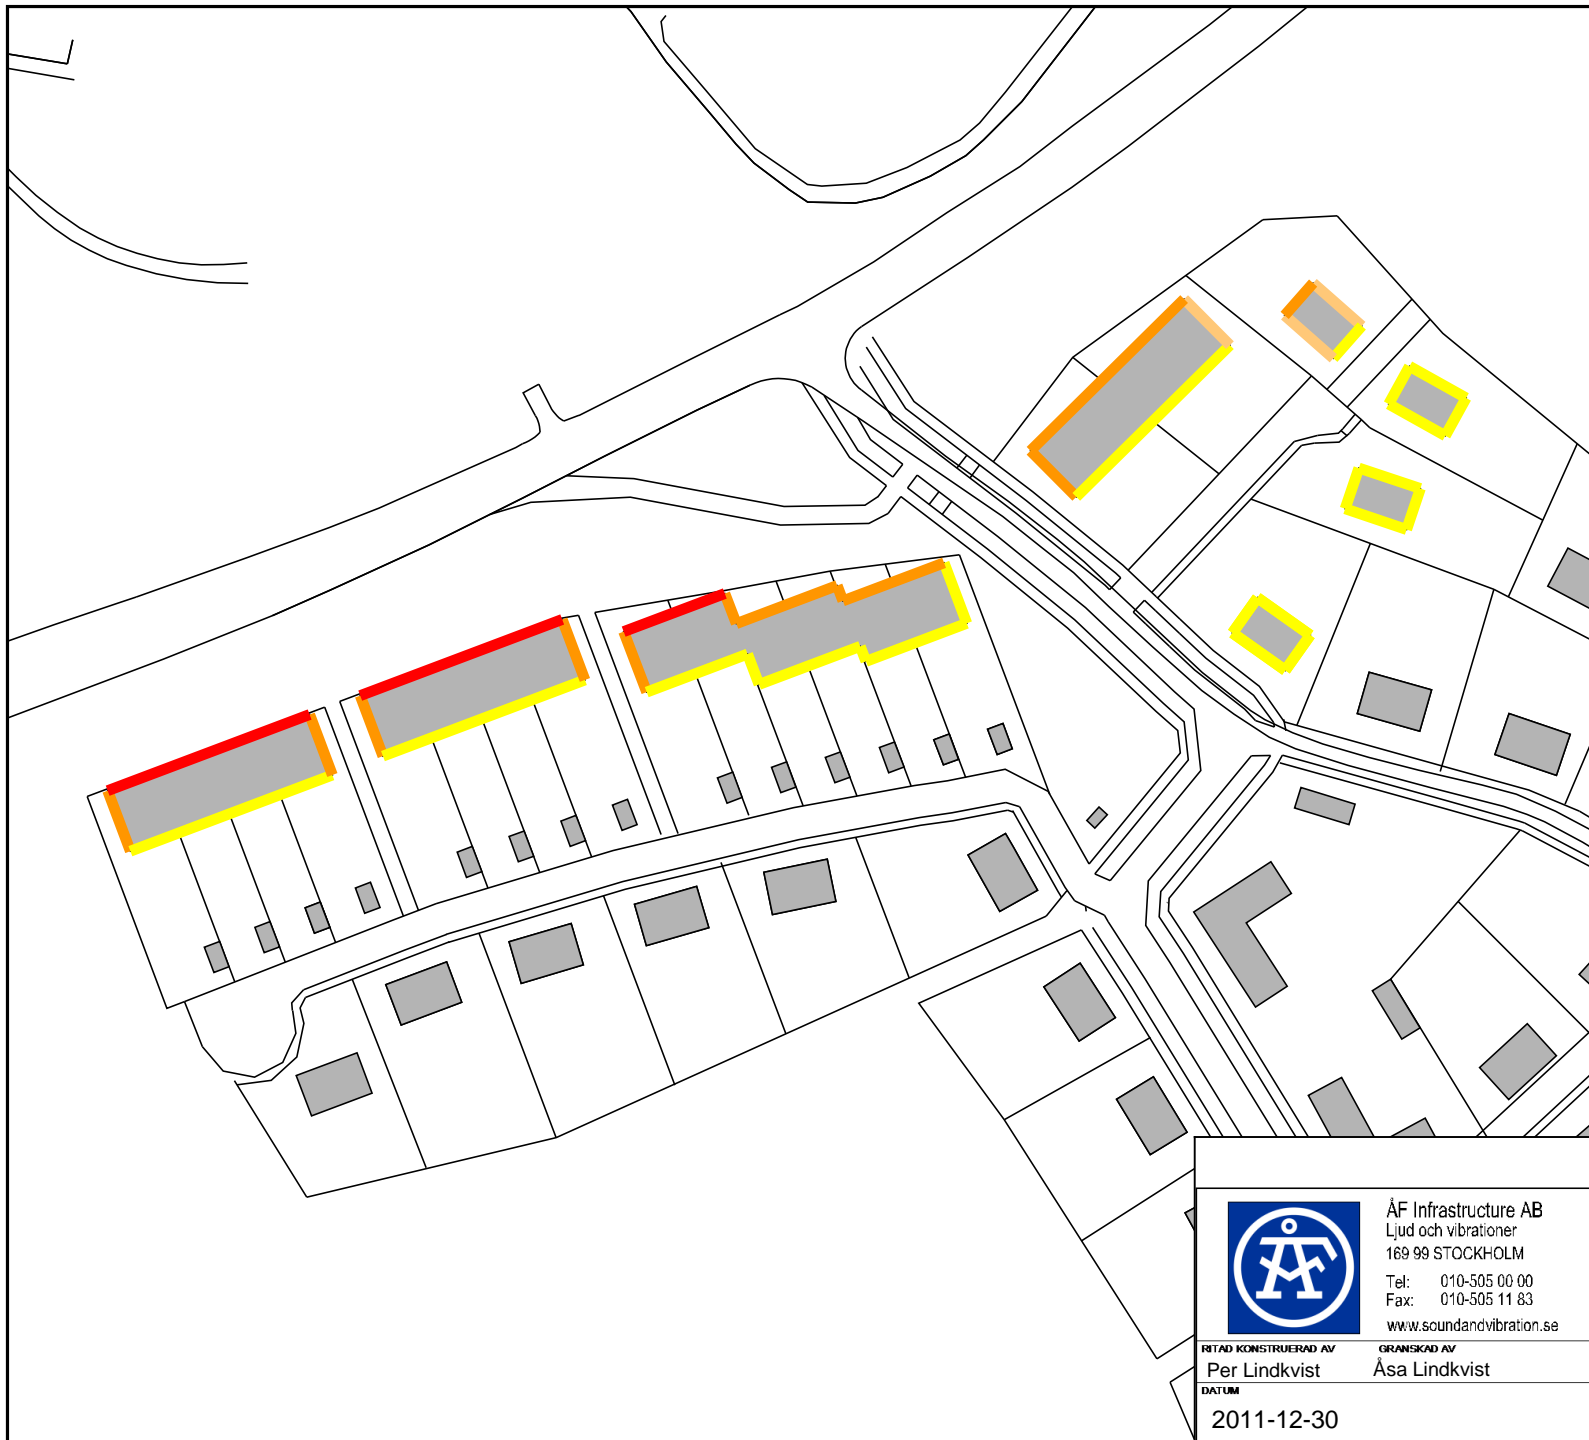 ÅF Infrastructure AB
Ljud och vibrationer
169 99 STOCKHOLM
Tel: 010-505 00 00
Fax: 010-505 11 83
www.soundandvibration.se
RITAD KONSTRUERAD AV GRANSKAD AV
Per Lindkvist Åsa Lindkvist
DATUM
2011-12-30